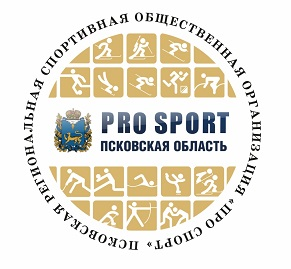 ПСКОВСКАЯ РЕГИОНАЛЬНАЯ СПОРТИВНАЯ ОБЩЕСТВЕННАЯ ОРГАНИЗАЦИЯ «ПРО СПОРТ»
PRO SPORT
ПСКОВСКАЯ ОБЛАСТЬ